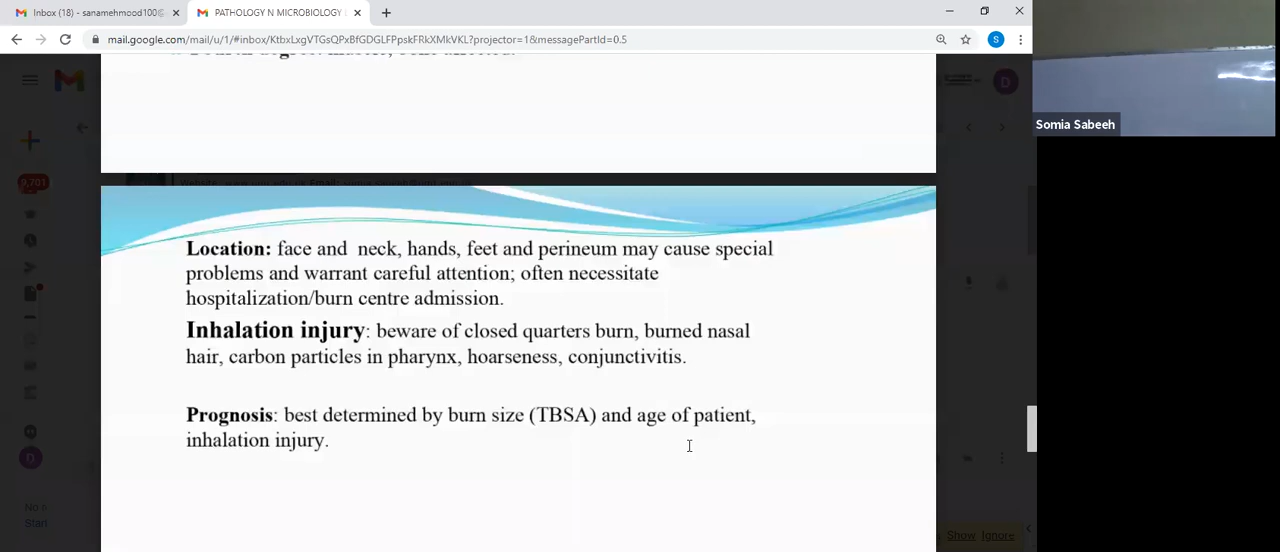 Inbox (18) - sanamehmood100@
PATHOLOGY N MICROBIOLOGY
mail.google.com/mail/u/1/#inbox/KtbxLxgVTGsQPxBfGDGLFPpskFRkXMkVKL?projector=1&messagePartId=0.5
S
Somia Sabeeh
M
D
9,701
Location: face and neck, hands, feet and perineum may cause special
problems and warrant careful attention; often necessitate
hospitalization/burn centre admission.
Inhalation injury: beware of closed quarters burn, burned nasal
hair, carbon particles in pharynx, hoarseness, conjunctivitis.
Prognosis: best determined by burn size (TBSA) and age of patient,
inhalation injury.
D
Start
Show Ignore